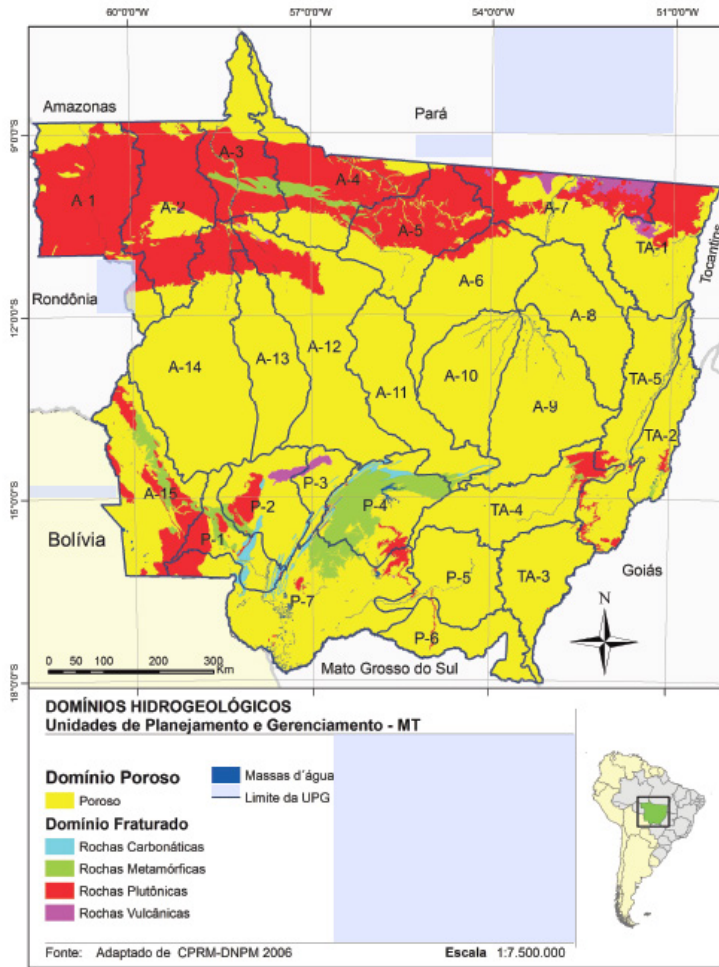 60°0'0"W 57°0'0"W 54°0'0"W 51°0'0"W
Amazonas
Pará
9°0'0"S
A-3
A-4
A-1
A-2
A-7
A-5
TA-1
Tocantins
A-6
Rondônia
12°0'0"S
A-8
A-12
A-14
A-13
A-10
A-11
TA-5
A-9
TA-2
P-3
A-15
P-2
P-4
TA-4
15°0'0"S
Bolívia
P-1
P-5
TA-3
Goiás
P-7
N
P-6
0 50 100 200 300
Km
Mato Grosso do Sul
18°0'0"S
DOMÍNIOS HIDROGEOLÓGICOS
Unidades de Planejamento e Gerenciamento - MT
Domínio Poroso
Poroso
Massas d´água
Limite da UPG
Domínio Fraturado
Rochas Carbonáticas
Rochas Metamórficas
Rochas Plutônicas
Rochas Vulcânicas
Fonte: Adaptado de CPRM-DNPM 2006 Escala 1:7.500.000